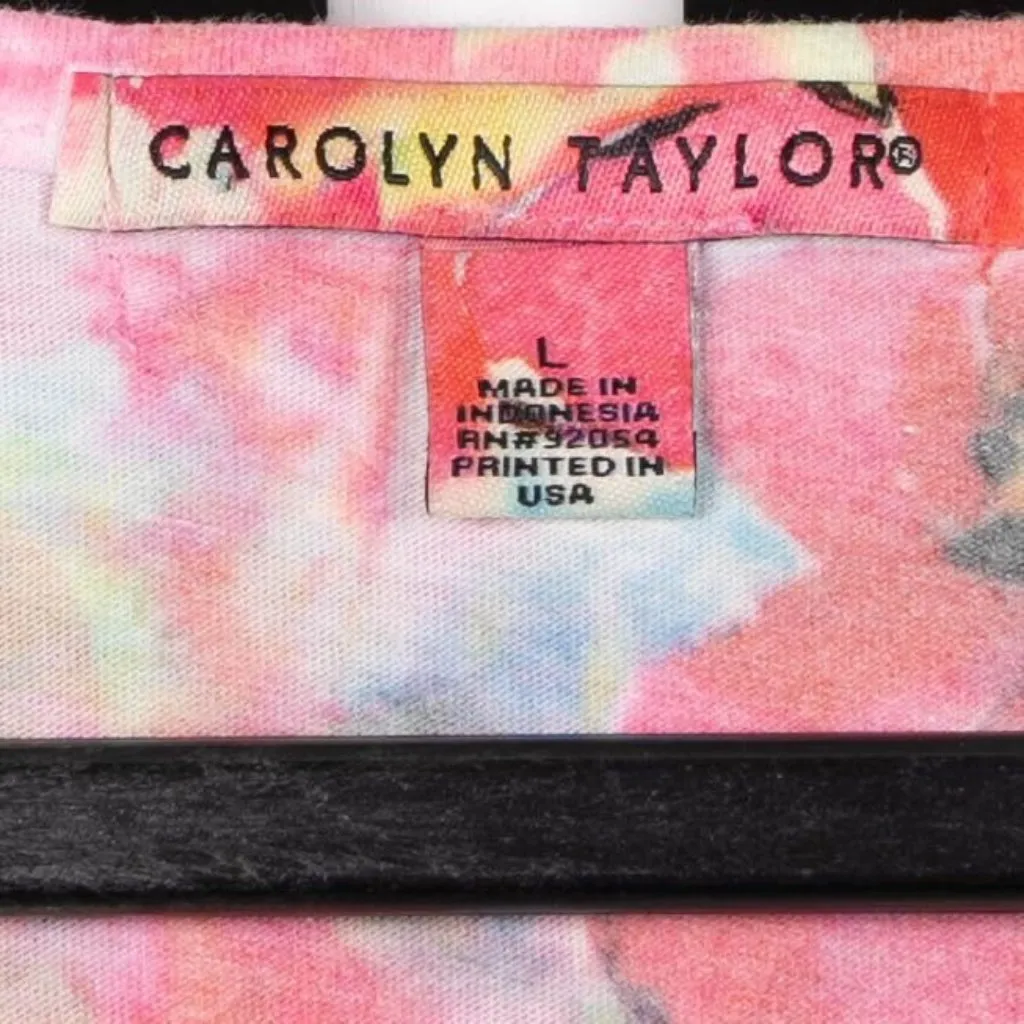 CAROLYN TAYLOR®
L
MADE IN
INDONESIA
RN#92054
PRINTED IN
USA